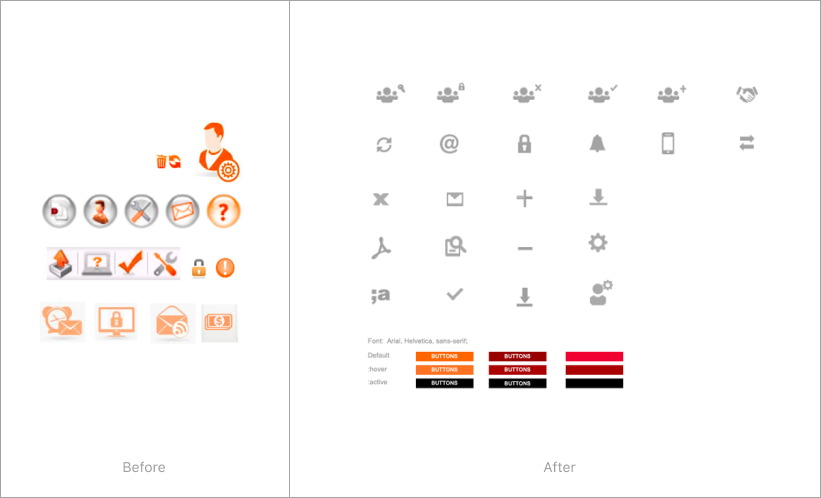 Font: Arial, Helvetica, sans-serif;
Default BUTTONS BUTTONS
:hover BUTTONS BUTTONS
:active BUTTONS BUTTONS
Before After